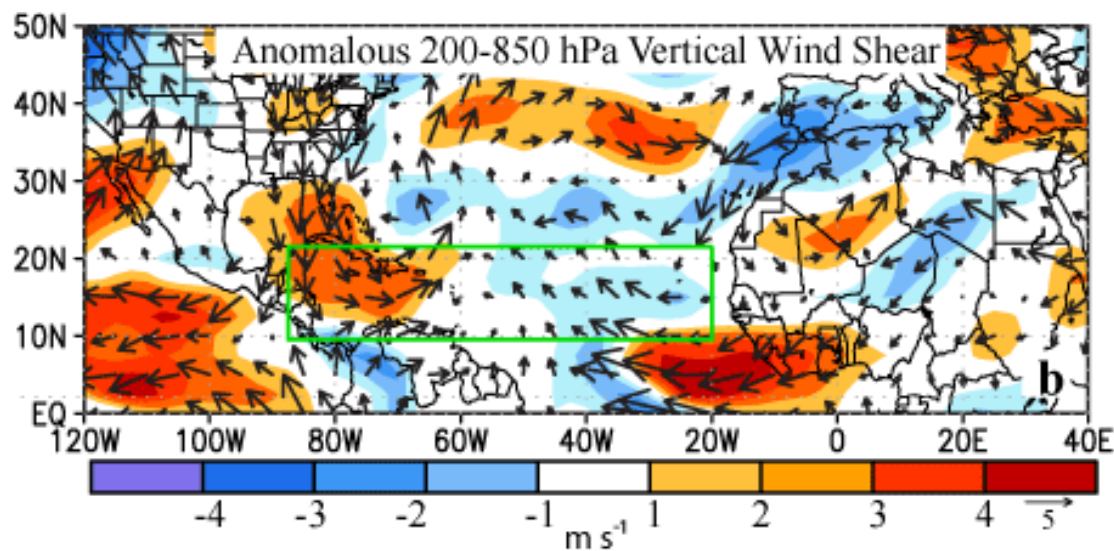 Anomalous 200-850 hPa Vertical Wind Shear
50N
40N
30N
20N
10N
EQ
b
120W 100W 80W 60W 40W 20W 0 20E 40E
-4 -3 -2 -1 1 2 3 4 5
m s⁻¹